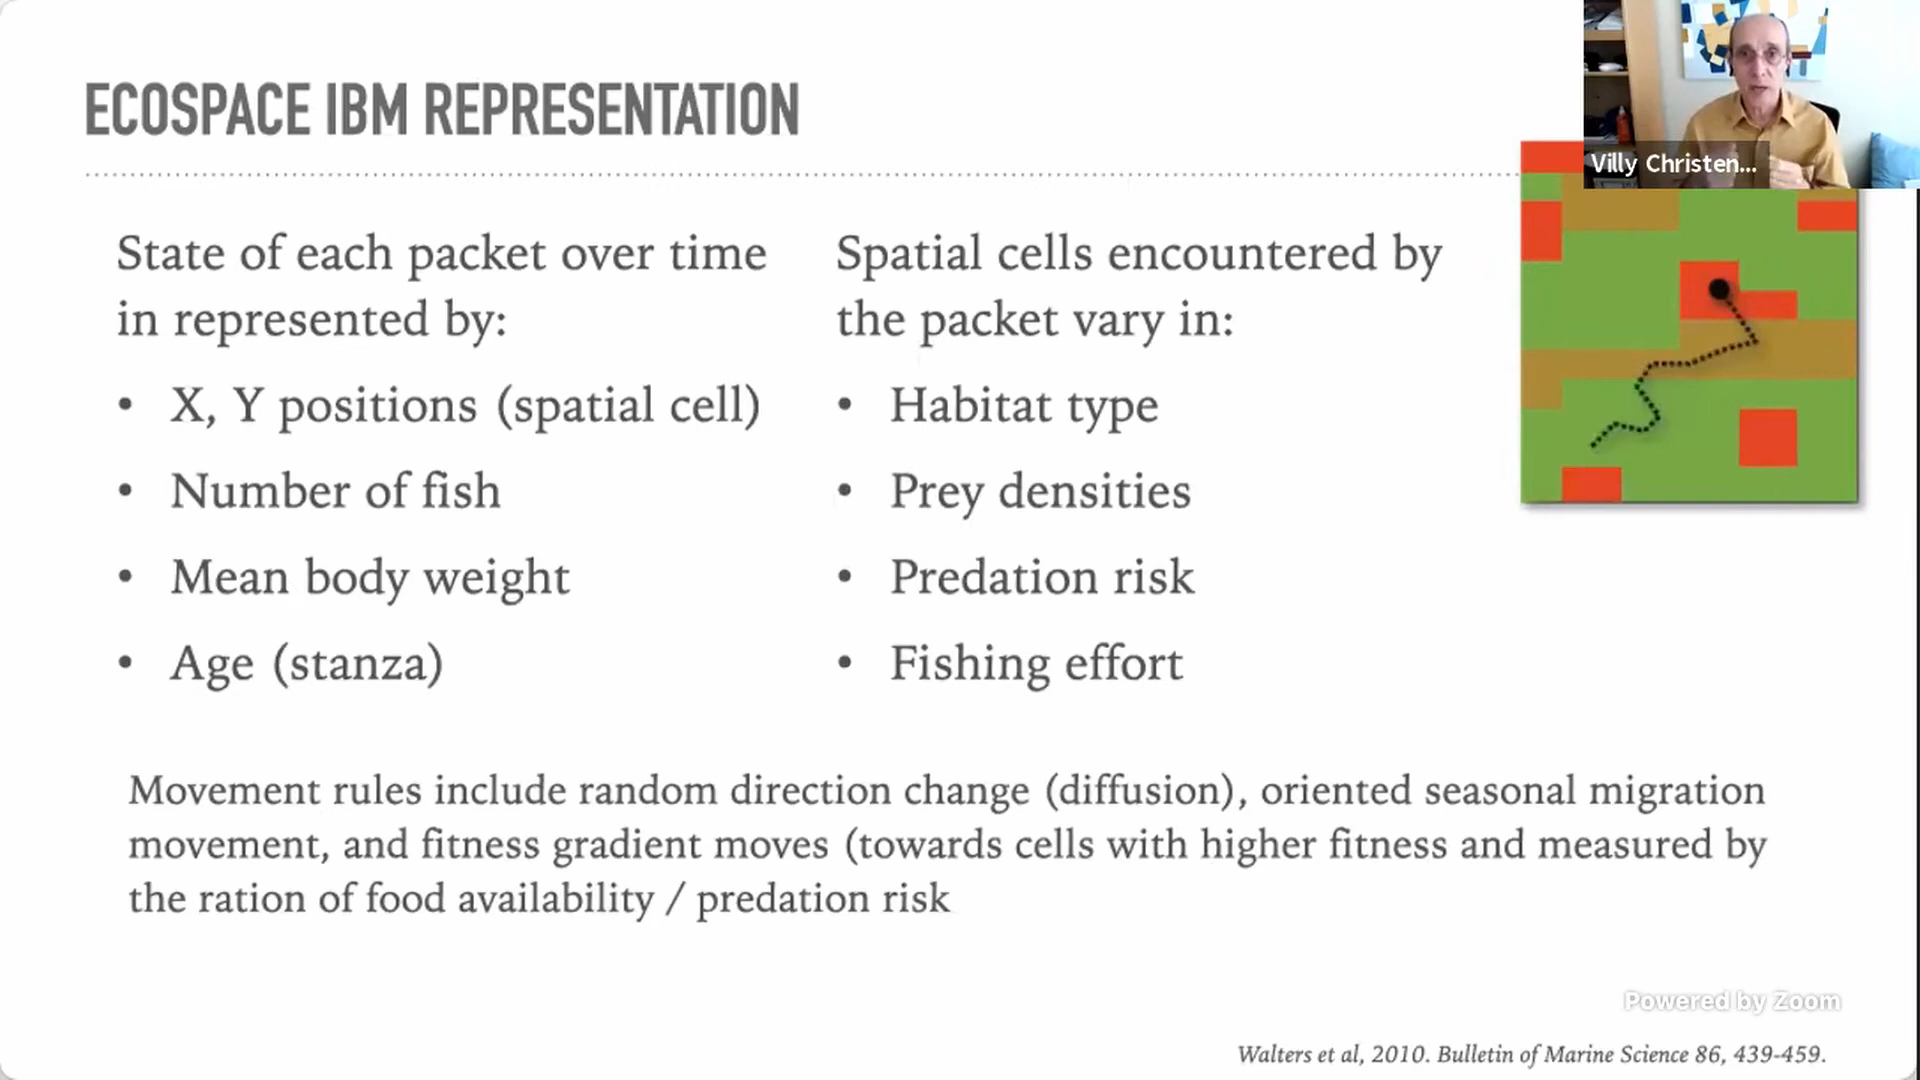 ECOSPACE IBM REPRESENTATION
Villy Christen...
State of each packet over time
in represented by:
• X, Y positions (spatial cell)
• Number of fish
• Mean body weight
• Age (stanza)
Spatial cells encountered by
the packet vary in:
• Habitat type
• Prey densities
• Predation risk
• Fishing effort
Movement rules include random direction change (diffusion), oriented seasonal migration
movement, and fitness gradient moves (towards cells with higher fitness and measured by
the ration of food availability / predation risk
Powered by Zoom
Walters et al, 2010. Bulletin of Marine Science 86, 439-459.